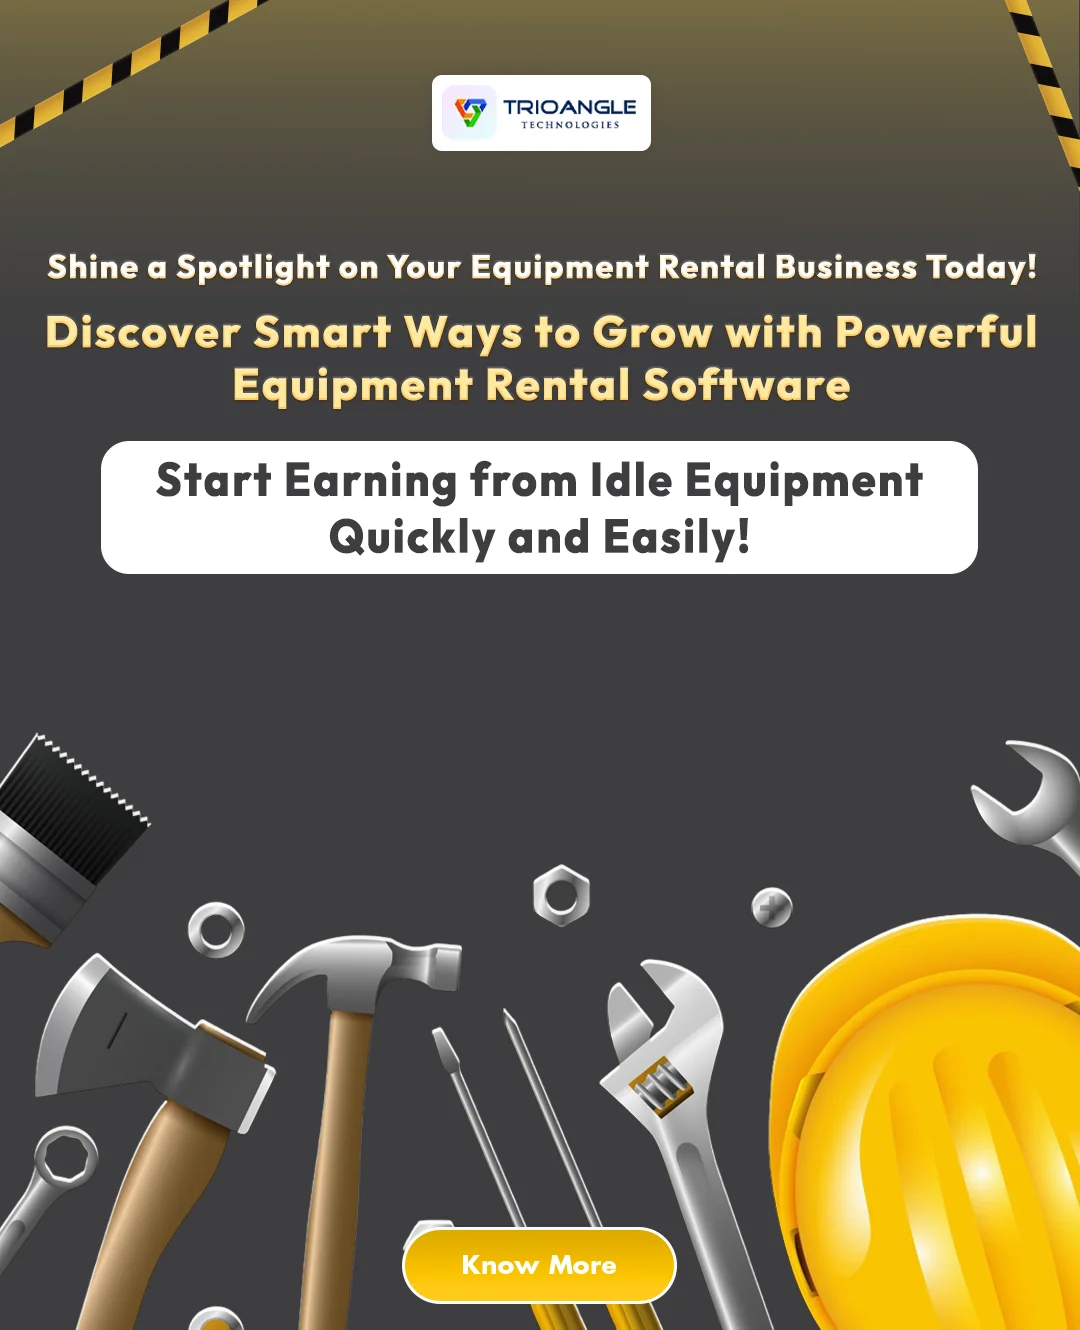 TRIOANGLE
TECHNOLOGIES
Shine a Spotlight on Your Equipment Rental Business Today!
Discover Smart Ways to Grow with Powerful
Equipment Rental Software
Start Earning from Idle Equipment
Quickly and Easily!
Know More